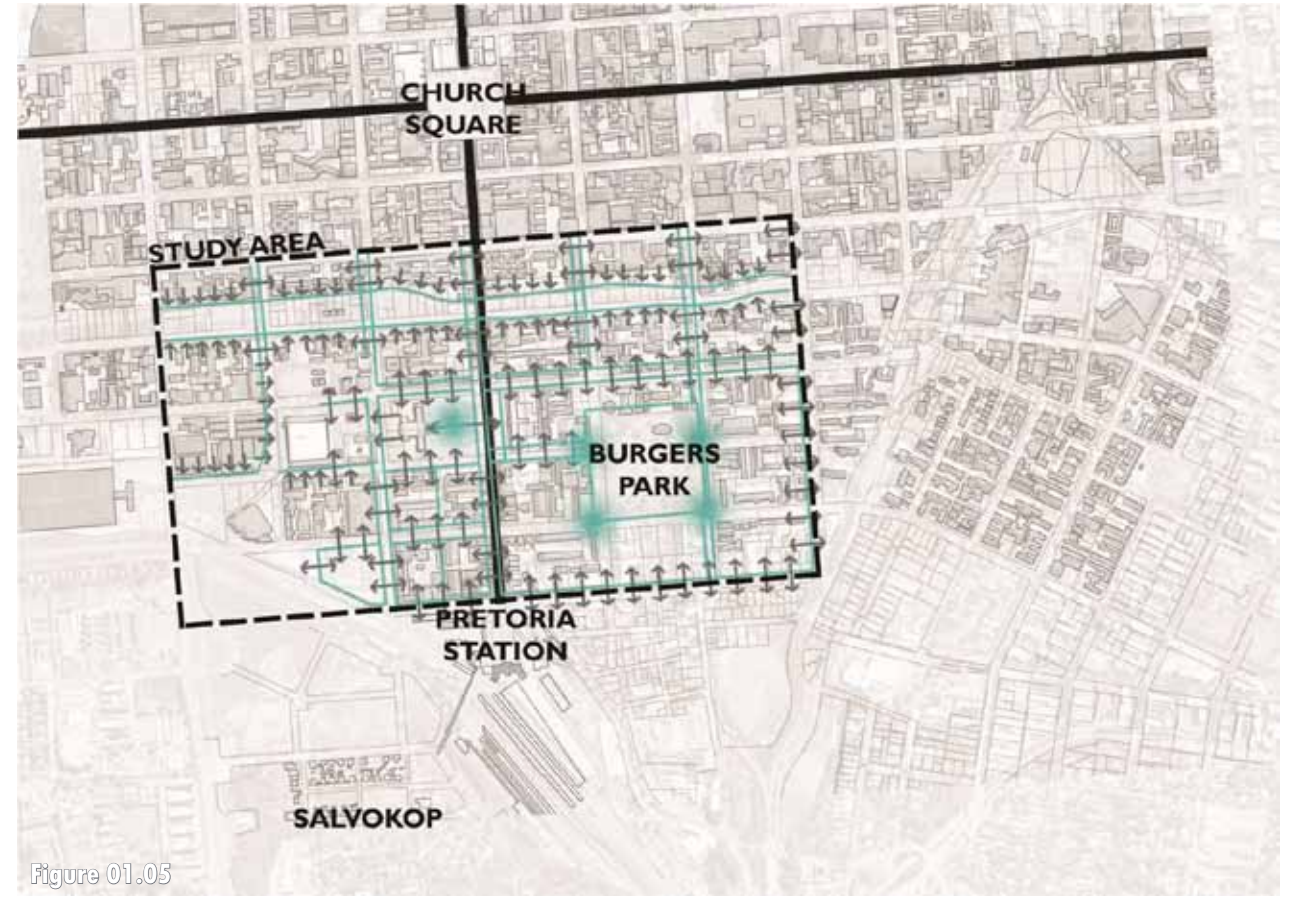 CHURCH
SQUARE
STUDY AREA
BURGERS
PARK
PRETORIA
STATION
SALVOKOP
Figure 01.05